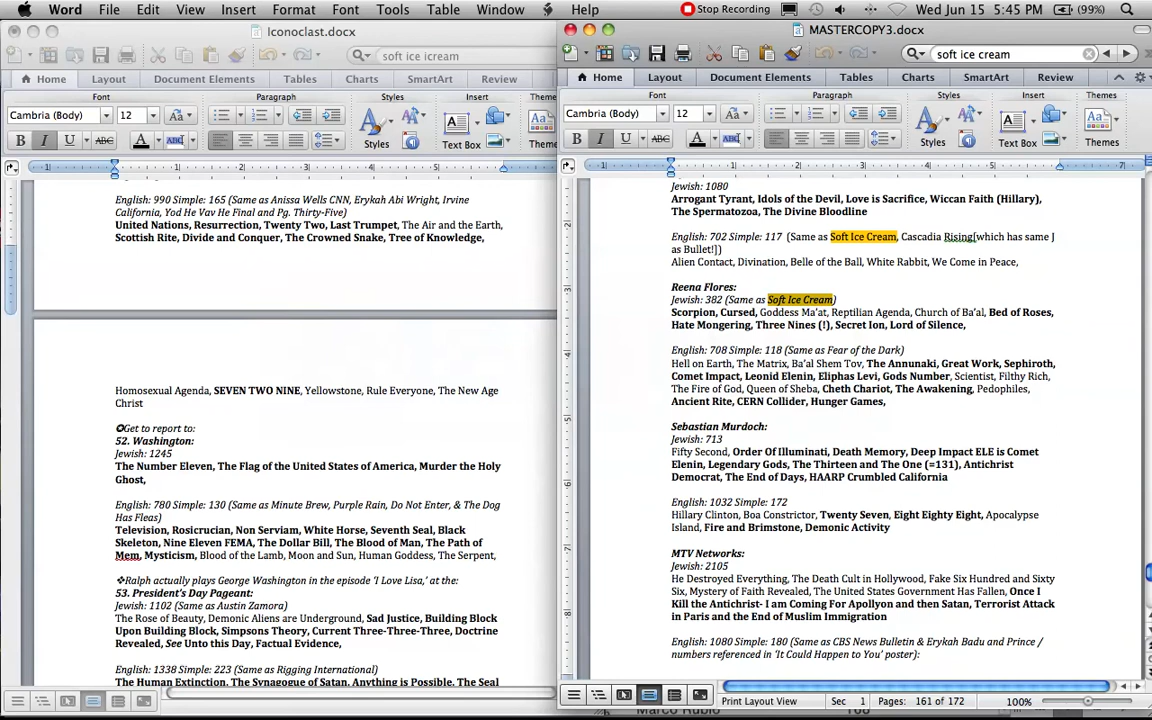 Word File Edit View Insert Format Font Tools Table Window Help Stop Recording Wed Jun 15 5:45 PM (99%)
Iconoclast.docx
soft ice icream
Home Layout Document Elements Tables Charts SmartArt Review
Font Paragraph Styles Insert Theme
Cambria (Body) 12 Aa
B I U ABC A ABC Styles A Text Box Aa Themes
English: 990 Simple: 165 (Same as Anissa Wells CNN, Erykah Abi Wright, Irvine
California, Yod He Vav He Final and Pg. Thirty-Five)
United Nations, Resurrection, Twenty Two, Last Trumpet, The Air and the Earth,
Scottish Rite, Divide and Conquer, The Crowned Snake, Tree of Knowledge,
Homosexual Agenda, SEVEN TWO NINE, Yellowstone, Rule Everyone, The New Age
Christ
Get to report to:
52. Washington:
Jewish: 1245
The Number Eleven, The Flag of the United States of America, Murder the Holy
Ghost,
English: 780 Simple: 130 (Same as Minute Brew, Purple Rain, Do Not Enter, & The Dog
Has Fleas)
Television, Rosicrucian, Non Serviam, White Horse, Seventh Seal, Black
Skeleton, Nine Eleven FEMA, The Dollar Bill, The Blood of Man, The Path of
Mem, Mysticism, Blood of the Lamb, Moon and Sun, Human Goddess, The Serpent,
❖Ralph actually plays George Washington in the episode 'I Love Lisa,' at the:
53. President's Day Pageant:
Jewish: 1102 (Same as Austin Zamora)
The Rose of Beauty, Demonic Aliens are Underground, Sad Justice, Building Block
Upon Building Block, Simpsons Theory, Current Three-Three-Three, Doctrine
Revealed, See Unto this Day, Factual Evidence,
English: 1338 Simple: 223 (Same as Rigging International)
The Human Extinction, The Synagogue of Satan, Anything is Possible, The Seal
MASTERCOPY3.docx
soft ice cream
Home Layout Document Elements Tables Charts SmartArt Review
Font Paragraph Styles Insert Themes
Cambria (Body) 12 Aa
B I U ABC A ABC Styles A Text Box Aa Themes
Jewish: 1080
Arrogant Tyrant, Idols of the Devil, Love is Sacrifice, Wiccan Faith (Hillary),
The Spermatozoa, The Divine Bloodline
English: 702 Simple: 117 (Same as Soft Ice Cream, Cascadia Rising[which has same J
as Bullet!])
Alien Contact, Divination, Belle of the Ball, White Rabbit, We Come in Peace,
Reena Flores:
Jewish: 382 (Same as Soft Ice Cream)
Scorpion, Cursed, Goddess Ma'at, Reptilian Agenda, Church of Ba'al, Bed of Roses,
Hate Mongering, Three Nines (!), Secret Ion, Lord of Silence,
English: 708 Simple: 118 (Same as Fear of the Dark)
Hell on Earth, The Matrix, Ba'al Shem Tov, The Annunaki, Great Work, Sephiroth,
Comet Impact, Leonid Elenin, Eliphas Levi, Gods Number, Scientist, Filthy Rich,
The Fire of God, Queen of Sheba, Cheth Chariot, The Awakening, Pedophiles,
Ancient Rite, CERN Collider, Hunger Games,
Sebastian Murdoch:
Jewish: 713
Fifty Second, Order Of Illuminati, Death Memory, Deep Impact ELE is Comet
Elenin, Legendary Gods, The Thirteen and The One (=131), Antichrist
Democrat, The End of Days, HAARP Crumbled California
English: 1032 Simple: 172
Hillary Clinton, Boa Constrictor, Twenty Seven, Eight Eighty Eight, Apocalypse
Island, Fire and Brimstone, Demonic Activity
MTV Networks:
Jewish: 2105
He Destroyed Everything, The Death Cult in Hollywood, Fake Six Hundred and Sixty
Six, Mystery of Faith Revealed, The United States Government Has Fallen, Once I
Kill the Antichrist- I am Coming For Apollyon and then Satan, Terrorist Attack
in Paris and the End of Muslim Immigration
English: 1080 Simple: 180 (Same as CBS News Bulletin & Erykah Badu and Prince /
numbers referenced in 'It Could Happen to You' poster):
Print Layout View Sec 1 Pages: 161 of 172 100%